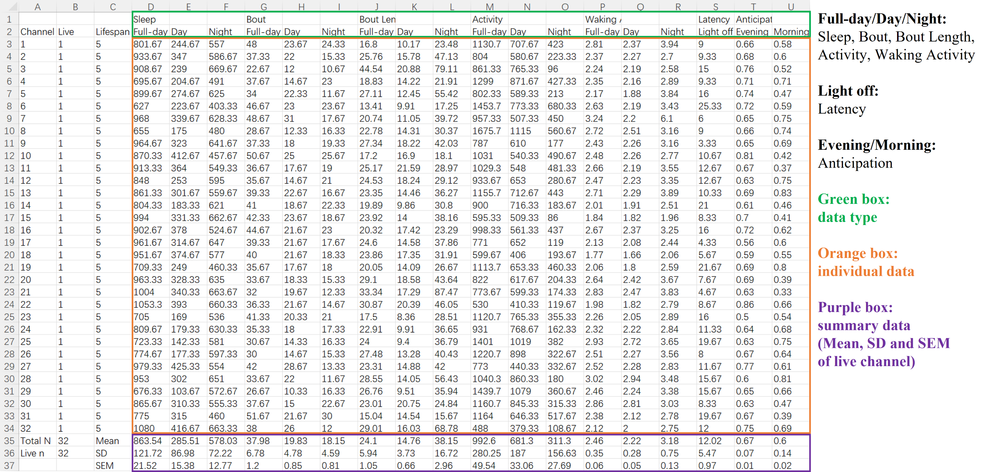 A B C D E F G H I J K L M N O P Q R S T U
1 Sleep Bout Bout Len Activity Waking Latency Anticipat
2 Channel Live Lifespan Full-day Day Night Full-day Day Night Full-day Day Night Full-day Day Night Full-day Day Night Light off Evening Morning
3 1 1 5 801.67 244.67 557 48 23.67 24.33 16.8 10.17 23.48 1130.7 707.67 423 2.81 2.37 3.94 9 0.66 0.58
4 2 1 5 933.67 347 586.67 37.33 22 15.33 25.76 15.78 47.13 804 580.67 223.33 2.37 2.27 2.7 9.33 0.68 0.6
5 3 1 5 908.67 239 669.67 22.67 12 10.67 44.54 20.88 79.11 861.33 765.33 96 2.24 2.19 2.58 15 0.76 0.52
6 4 1 5 695.67 204.67 491 37.67 14.67 23 18.83 14.22 21.91 1299 871.67 427.33 2.35 2.16 2.89 9.33 0.71 0.71
7 5 1 5 899.67 274.67 625 34 22.33 11.67 27.11 12.45 55.42 802.33 589.33 213 2.17 1.88 3.84 16 0.74 0.47
8 6 1 5 627 223.67 403.33 46.67 23 23.67 13.41 9.91 17.25 1453.7 773.33 680.33 2.63 2.19 3.43 25.33 0.72 0.59
9 7 1 5 968 339.67 628.33 48.67 31 17.67 20.74 11.05 39.72 957.33 507.33 450 3.24 2.2 6.1 6 0.65 0.75
10 8 1 5 655 175 480 28.67 12.33 16.33 22.78 14.31 30.37 1675.7 1115 560.67 2.72 2.51 3.16 9 0.66 0.74
11 9 1 5 964.67 323 641.67 37.33 18 19.33 27.34 18.22 42.03 787 610 177 2.43 2.26 3.16 3.33 0.65 0.69
12 10 1 5 870.33 412.67 457.67 50.67 25 25.67 17.2 16.9 18.1 1031 540.33 490.67 2.48 2.26 2.77 10.67 0.81 0.42
13 11 1 5 913.33 364 549.33 36.67 17.67 19 25.17 21.59 28.97 1029.3 548 481.33 2.66 2.19 3.55 12.67 0.67 0.37
14 12 1 5 848 253 595 35.67 14.67 21 24.53 18.24 29.12 933.67 653 280.67 2.47 2.23 3.35 12.67 0.63 0.75
15 13 1 5 861.33 301.67 559.67 39.33 22.67 16.67 23.35 14.46 36.27 1155.7 712.67 443 2.71 2.29 3.89 10.33 0.69 0.83
16 14 1 5 804.33 183.33 621 41 18.67 22.33 19.89 9.86 30.8 900 716.33 183.67 2.01 1.91 2.51 21 0.61 0.46
17 15 1 5 994 331.33 662.67 42.33 23.67 18.67 23.92 14 38.16 595.33 509.33 86 1.84 1.82 1.96 8.33 0.7 0.41
18 16 1 5 902.67 378 524.67 44.67 21.67 23 20.32 17.42 23.29 998.33 561.33 437 2.67 2.37 3.25 16 0.72 0.62
19 17 1 5 961.67 314.67 647 39.33 21.67 17.67 24.6 14.58 37.86 771 652 119 2.13 2.08 2.44 4.33 0.56 0.6
20 18 1 5 951.67 374.67 577 40 21.67 18.33 23.86 17.35 31.91 599.67 406 193.67 1.77 1.66 2.06 5.67 0.59 0.55
21 19 1 5 709.33 249 460.33 35.67 17.67 18 20.05 14.09 26.67 1113.7 653.33 460.33 2.06 1.8 2.59 21.67 0.69 0.8
22 20 1 5 963.33 328.33 635 33.67 18.33 15.33 29.1 18.58 43.64 822 617.67 204.33 2.64 2.42 3.67 7.67 0.69 0.39
23 21 1 5 1004 340.33 663.67 32 19.67 12.33 33.34 17.29 87.47 773.67 599.33 174.33 2.83 2.47 3.83 4.67 0.63 0.33
24 22 1 5 1053.3 393 660.33 36.33 21.67 14.67 30.87 20.39 46.05 530 410.33 119.67 1.98 1.82 2.79 8.67 0.86 0.66
25 23 1 5 705 169 536 41.33 20.33 21 17.5 8.36 28.51 1120.7 765.33 355.33 2.26 2.05 2.89 16 0.5 0.54
26 24 1 5 809.67 179.33 630.33 35.33 18 17.33 22.91 9.91 36.65 931 768.67 162.33 2.32 2.22 2.84 11.33 0.64 0.68
27 25 1 5 723.33 142.33 581 30.67 14.33 16.33 24 9.4 36.79 1401 1019 382 2.93 2.72 3.65 19.67 0.63 0.75
28 26 1 5 774.67 177.33 597.33 30 14.67 15.33 27.48 13.28 40.43 1220.7 898 322.67 2.51 2.27 3.56 8 0.67 0.64
29 27 1 5 979.33 425.33 554 42 28.67 13.33 23.31 14.88 42 773 440.33 332.67 2.52 2.28 2.83 11.67 0.77 0.61
30 28 1 5 953 302 651 33.67 22 11.67 28.55 14.05 56.43 1040.3 860.33 180 3.02 2.94 3.48 15.67 0.6 0.81
31 29 1 5 676.33 103.67 572.67 26.67 10.33 16.33 26.76 9.51 35.94 1439.7 1079 360.67 2.46 2.24 3.38 15.67 0.65 0.66
32 30 1 5 865.67 310.33 555.33 37.67 15 22.67 23.01 20.75 24.84 1160.7 845.33 315.33 2.86 2.81 3.03 8.33 0.63 0.47
33 31 1 5 775 315 460 51.67 21.67 30 15.04 14.54 15.67 1164 646.33 517.67 2.38 2.12 2.78 19.67 0.67 0.39
34 32 1 5 1080 416.67 663.33 38 26 12 29.01 16.03 68.78 488 379.33 108.67 2.12 2 2.75 12 0.75 0.69
35 Total N 32 Mean 863.54 285.51 578.03 37.98 19.83 18.15 24.1 14.76 38.15 992.6 681.3 311.3 2.46 2.22 3.18 12.02 0.67 0.6
36 Live n 32 SD 121.72 86.98 72.22 6.78 4.78 4.59 5.94 3.73 16.72 280.25 187 156.63 0.35 0.28 0.75 5.47 0.07 0.14
37 SEM 21.52 15.38 12.77 1.2 0.85 0.81 1.05 0.66 2.96 49.54 33.06 27.69 0.06 0.05 0.13 0.97 0.01 0.02
Full-day/Day/Night:
Sleep, Bout, Bout Length,
Activity, Waking Activity
Light off:
Latency
Evening/Morning:
Anticipation
Green box:
data type
Orange box:
individual data
Purple box:
summary data
(Mean, SD and SEM
of live channel)